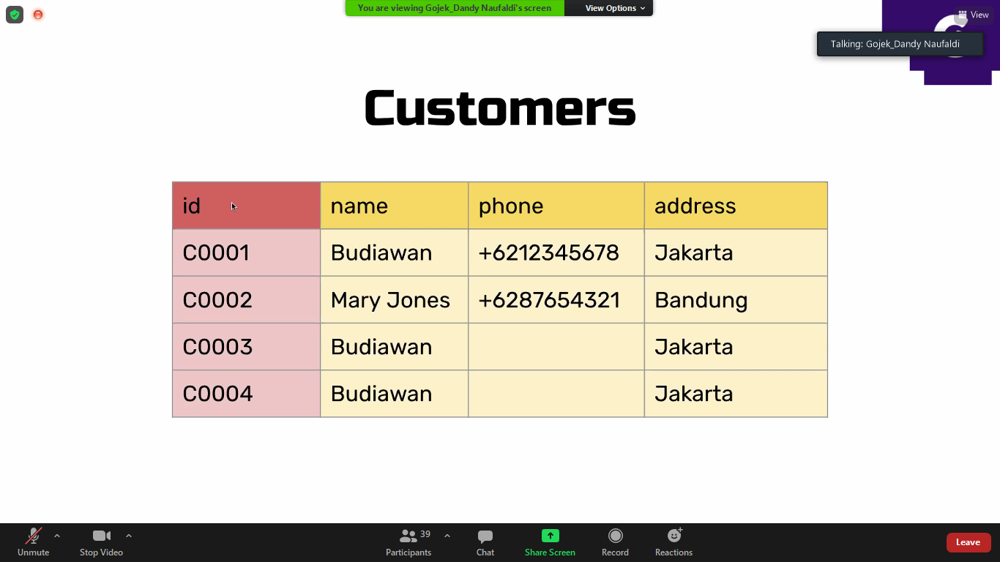 You are viewing Gojek_Dandy Naufaldi's screen View Options
View
Talking: Gojek_Dandy Naufaldi
Customers
id name phone address
C0001 Budiawan +6212345678 Jakarta
C0002 Mary Jones +6287654321 Bandung
C0003 Budiawan Jakarta
C0004 Budiawan Jakarta
39
Unmute Stop Video Participants Chat Share Screen Record Reactions Leave